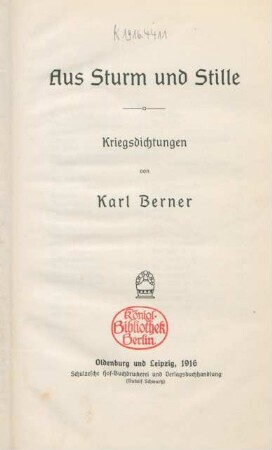 K 1916 4411
Aus Sturm und Stille
Kriegsdichtungen
von
Karl Berner
Königl.
Bibliothek
Berlin.
Oldenburg und Leipzig, 1916
Schulzesche Hof-Buchdruckerei und Verlagsbuchhandlung
(Rudolf Schwartz)